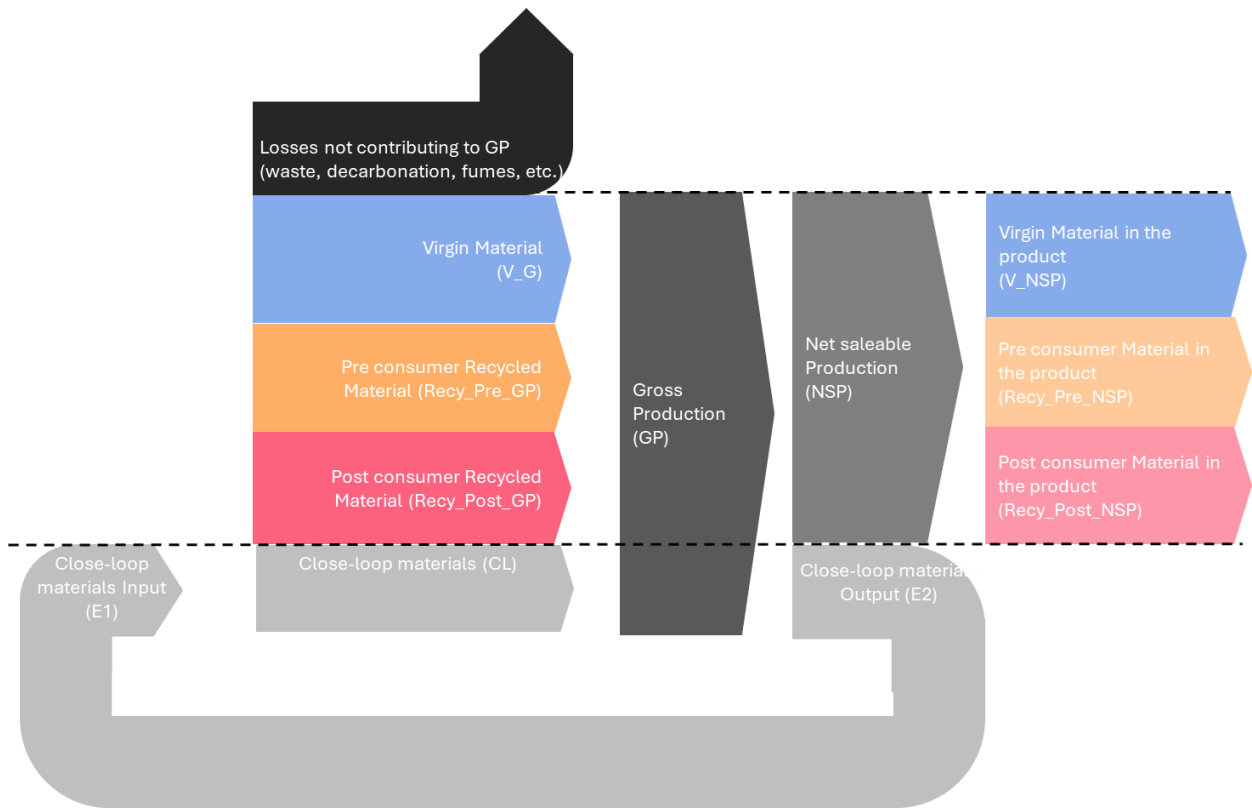 Losses not contributing to GP
(waste, decarbonation, fumes, etc.)
Virgin Material
(V_G)
Pre consumer Recycled
Material (Recy_Pre_GP)
Post consumer Recycled
Material (Recy_Post_GP)
Close-loop
materials Input
(E1)
Close-loop materials (CL)
Gross
Production
(GP)
Net saleable
Production
(NSP)
Close-loop material
Output (E2)
Virgin Material in the
product
(V_NSP)
Pre consumer Material in
the product
(Recy_Pre_NSP)
Post consumer Material in
the product
(Recy_Post_NSP)